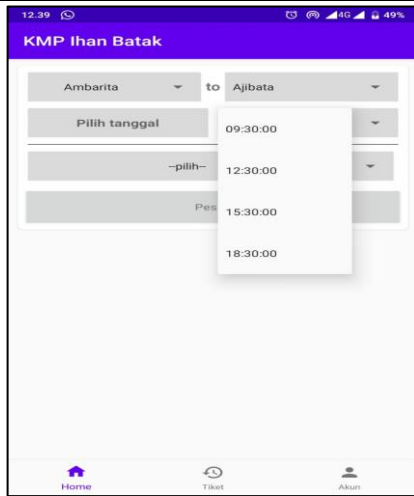 12.39 4G 49%
KMP Ihan Batak
Ambarita to Ajibata
Pilih tanggal
09:30:00
--pilih--
12:30:00
Pes
15:30:00
18:30:00
Home Tiket Akun